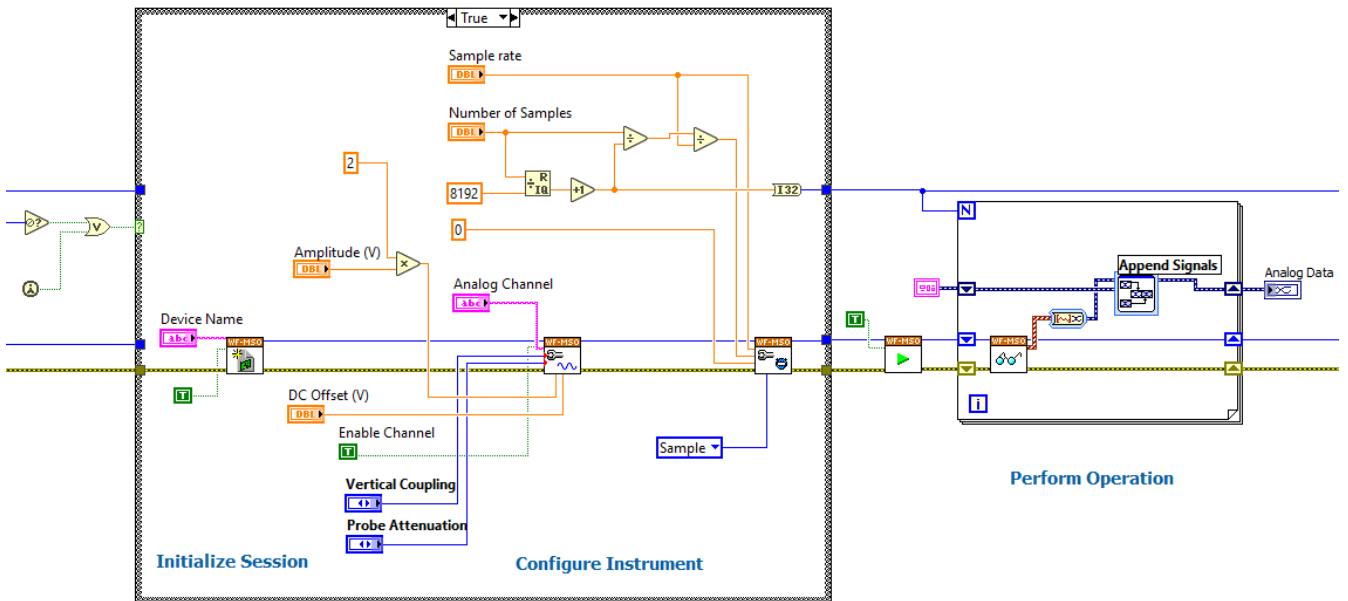 True
Sample rate
DBL
Number of Samples
DBL
2
R
IQ
+1
8192
I32
N
0
Amplitude (V)
DBL
Append Signals
Analog Data
Analog Channel
abc
Device Name
abc
WF-MSO
WF-MSO
WF-MSO
T
WF-MSO
WF-MSO
T
DC Offset (V)
DBL
i
Enable Channel
T
Sample
Vertical Coupling
Perform Operation
Probe Attenuation
Initialize Session
Configure Instrument